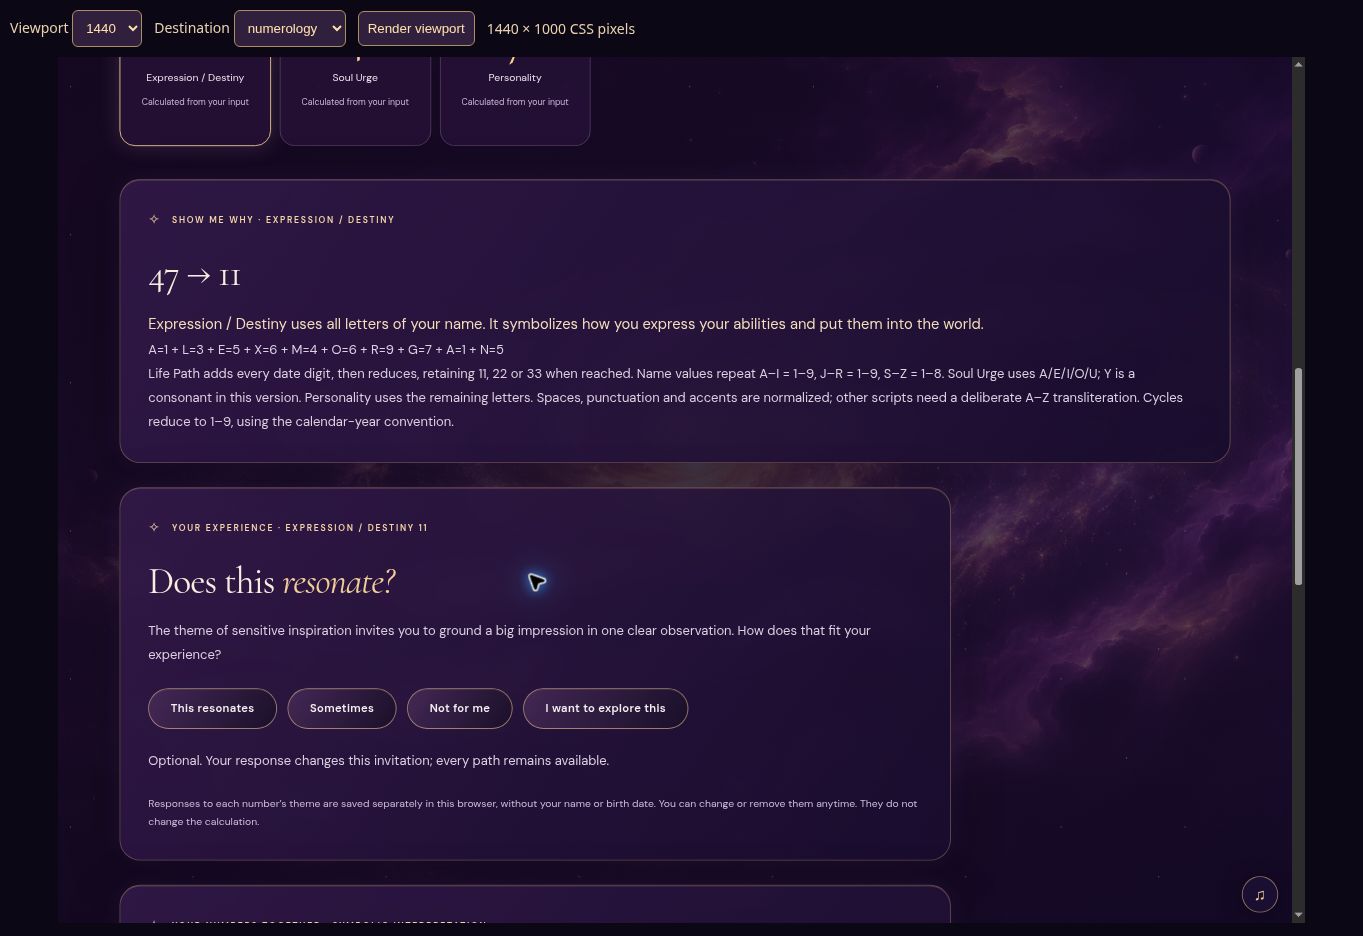 Viewport 1440 Destination numerology Render viewport 1440 × 1000 CSS pixels
Expression / Destiny Soul Urge Personality
Calculated from your input Calculated from your input Calculated from your input
SHOW ME WHY · EXPRESSION / DESTINY
47 → 11
Expression / Destiny uses all letters of your name. It symbolizes how you express your abilities and put them into the world.
A=1 + L=3 + E=5 + X=6 + M=4 + O=6 + R=9 + G=7 + A=1 + N=5
Life Path adds every date digit, then reduces, retaining 11, 22 or 33 when reached. Name values repeat A–I = 1–9, J–R = 1–9, S–Z = 1–8. Soul Urge uses A/E/I/O/U; Y is a
consonant in this version. Personality uses the remaining letters. Spaces, punctuation and accents are normalized; other scripts need a deliberate A–Z transliteration. Cycles
reduce to 1–9, using the calendar-year convention.
YOUR EXPERIENCE · EXPRESSION / DESTINY 11
Does this resonate?
The theme of sensitive inspiration invites you to ground a big impression in one clear observation. How does that fit your
experience?
This resonates Sometimes Not for me I want to explore this
Optional. Your response changes this invitation; every path remains available.
Responses to each number's theme are saved separately in this browser, without your name or birth date. You can change or remove them anytime. They do not
change the calculation.
YOUR NUMBERS TOGETHER · SYMBOLIC INTERPRETATION